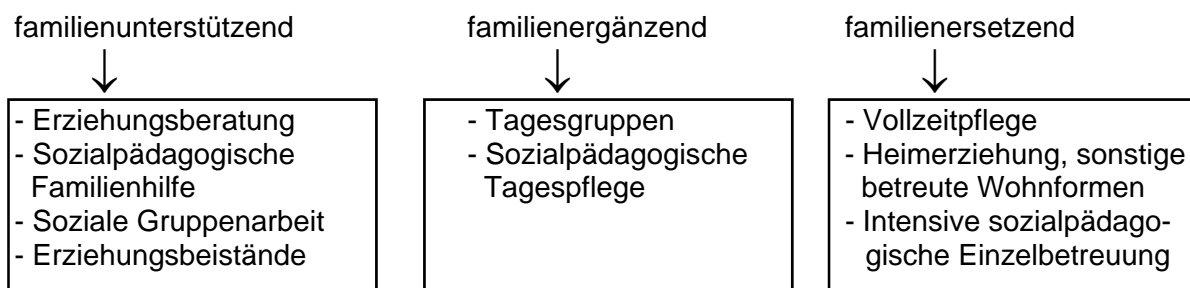 familienunterstützend
- Erziehungsberatung
- Sozialpädagogische
Familienhilfe
- Soziale Gruppenarbeit
- Erziehungsbeistände
familienergänzend
- Tagesgruppen
- Sozialpädagogische
Tagespflege
familienersetzend
- Vollzeitpflege
- Heimerziehung, sonstige
betreute Wohnformen
- Intensive sozialpädago-
gische Einzelbetreuung